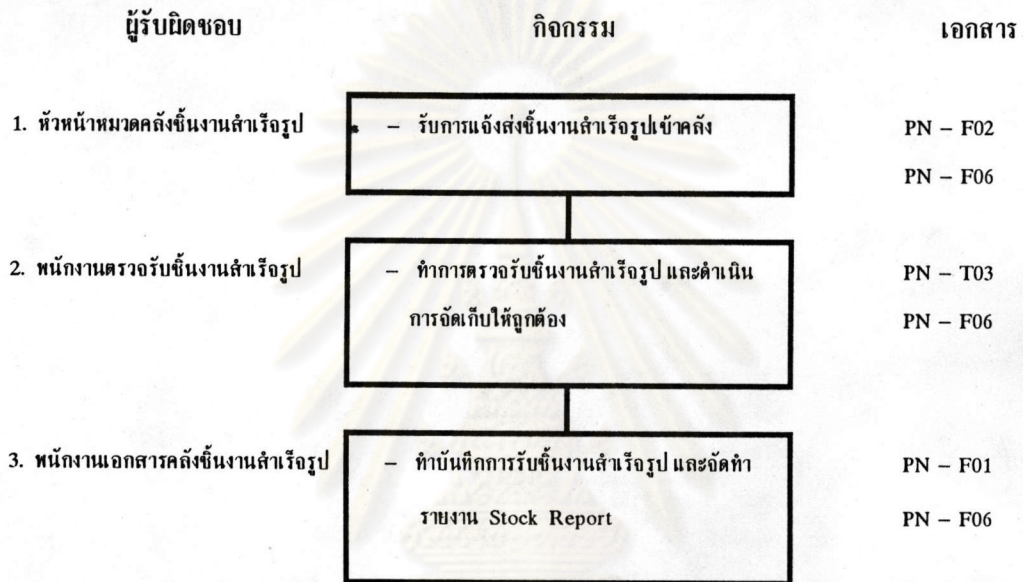 ผู้รับผิดชอบ กิจกรรม เอกสาร
1. หัวหน้าหมวดคลังชิ้นงานสำเร็จรูป – รับการแจ้งส่งชิ้นงานสำเร็จรูปเข้าคลัง PN – F02
PN – F06
2. พนักงานตรวจรับชิ้นงานสำเร็จรูป – ทำการตรวจรับชิ้นงานสำเร็จรูป และดำเนิน PN – T03
การจัดเก็บให้ถูกต้อง PN – F06
3. พนักงานเอกสารคลังชิ้นงานสำเร็จรูป – ทำบันทึกการรับชิ้นงานสำเร็จรูป และจัดทำ PN – F01
รายงาน Stock Report PN – F06